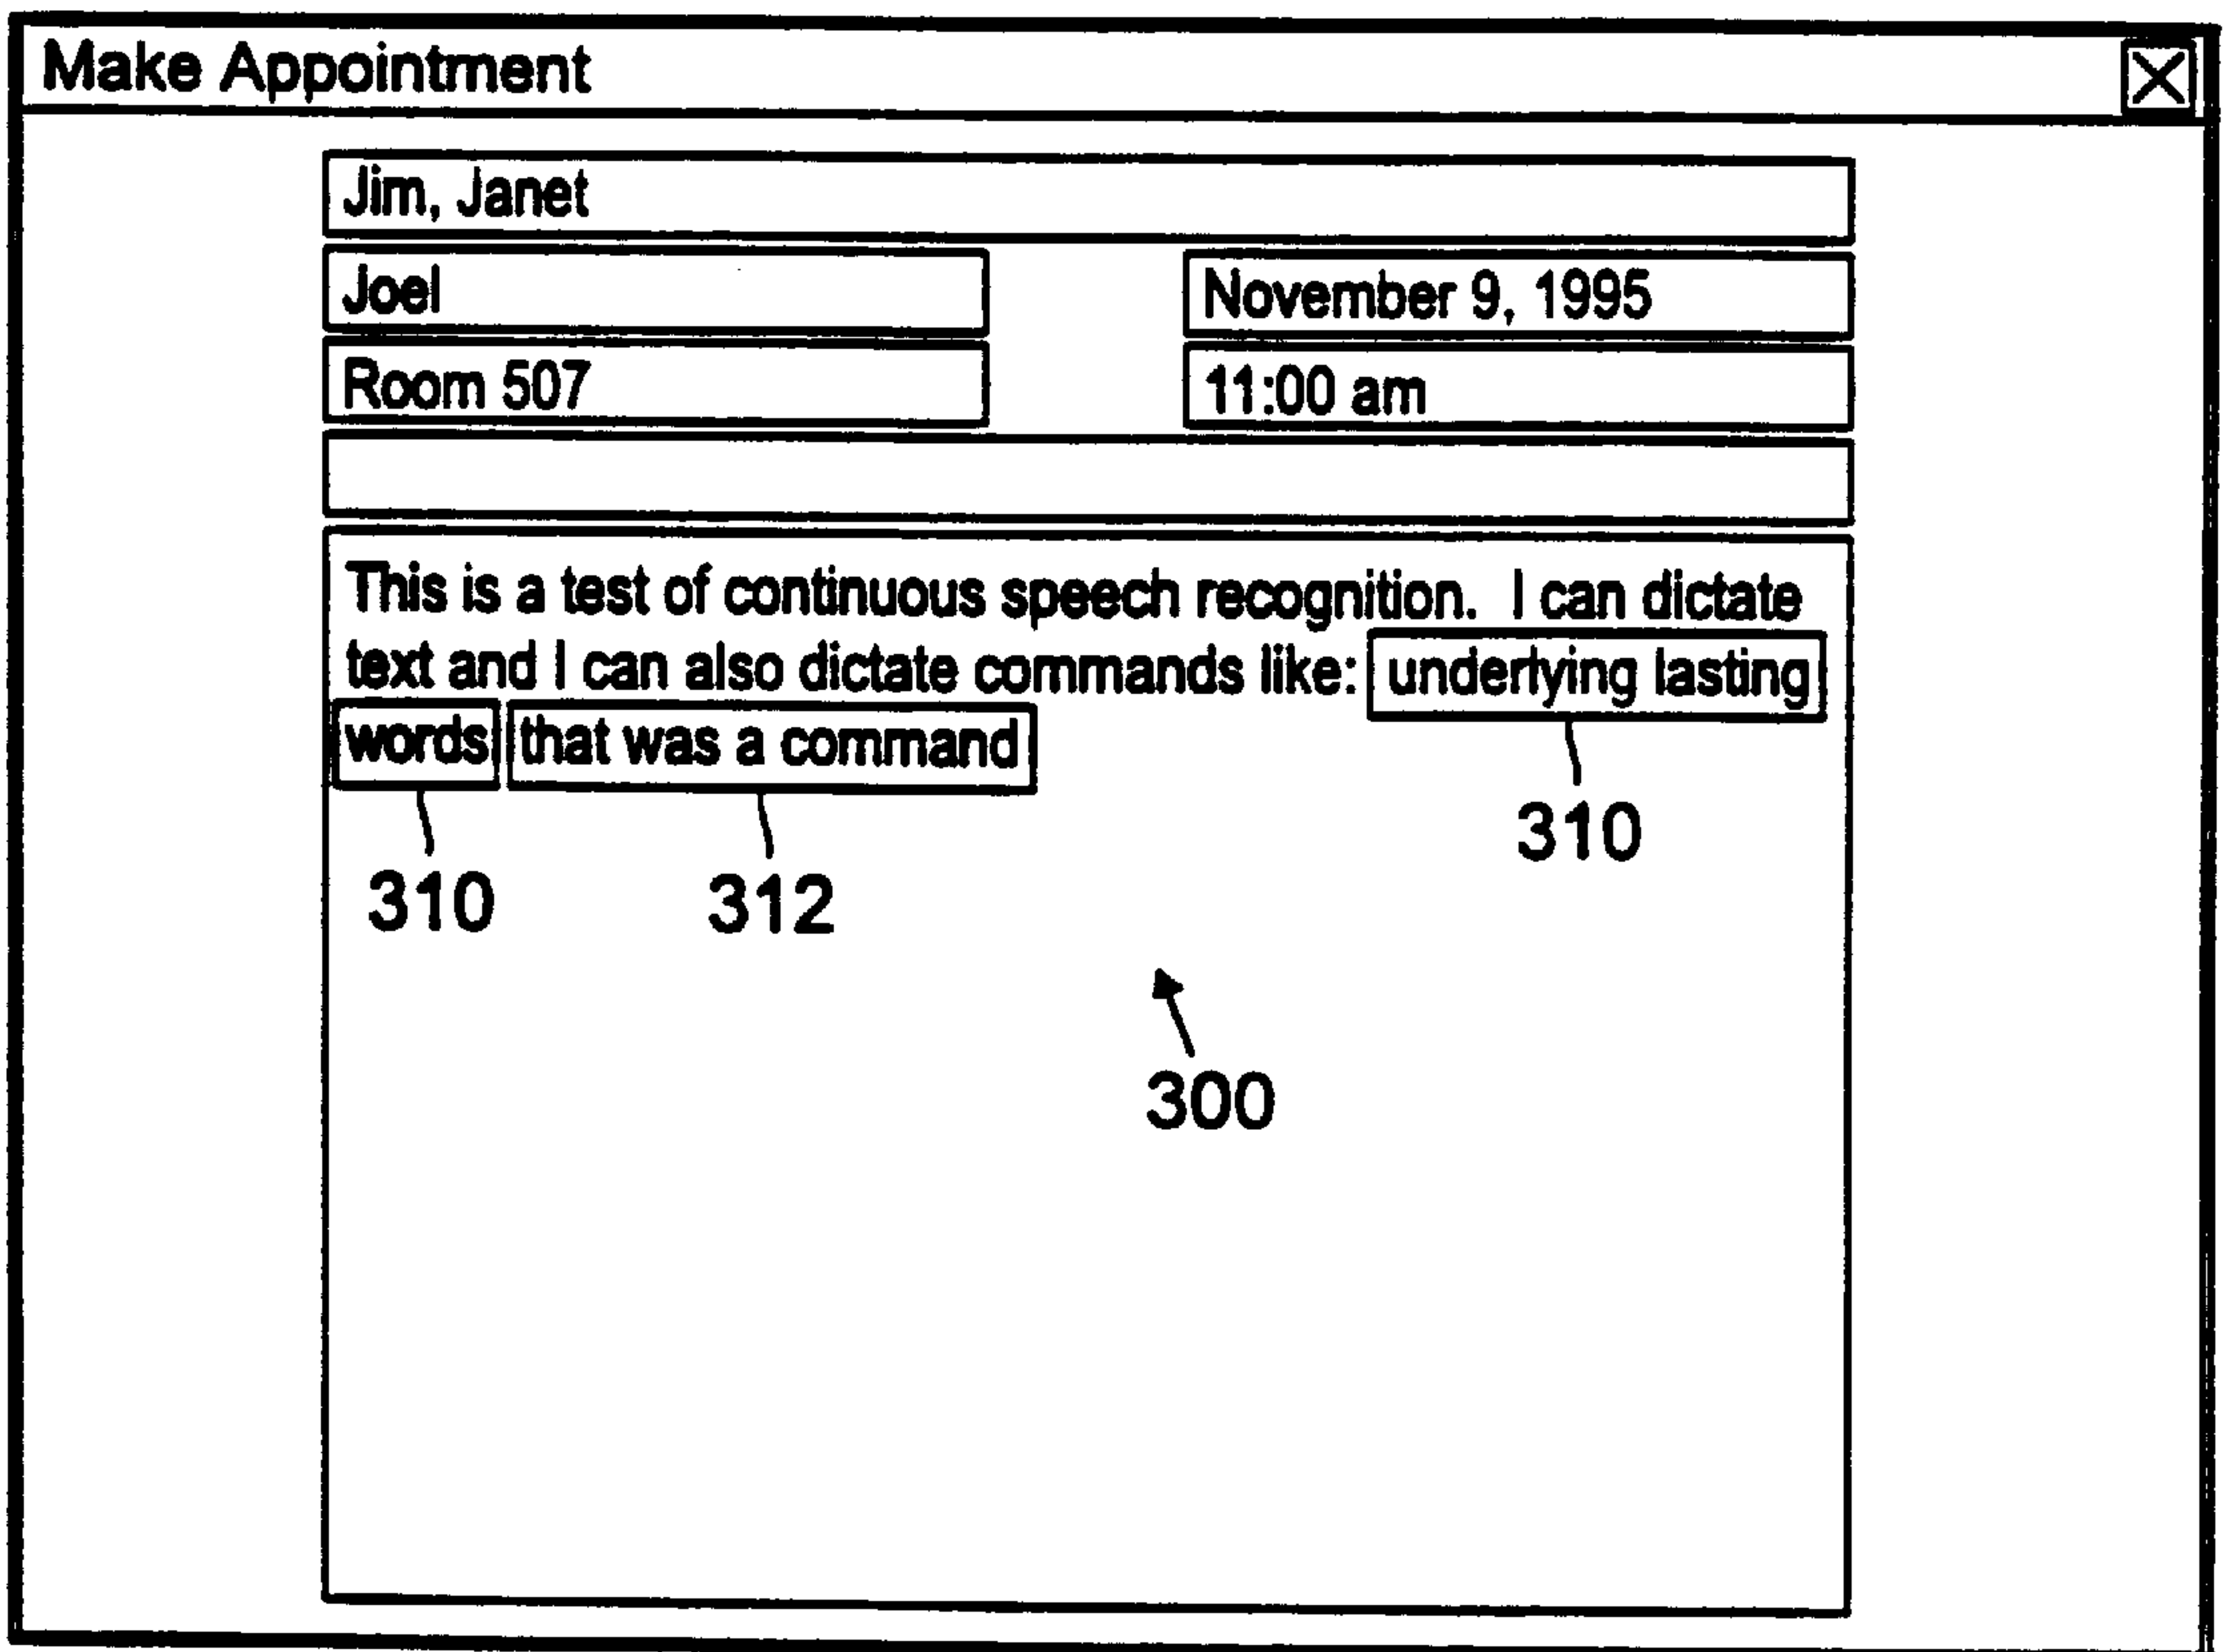 Make Appointment
Jim, Janet
Joel
November 9, 1995
Room 507
11:00 am
This is a test of continuous speech recognition.  I can dictate
text and I can also dictate commands like: underlying lasting
words that was a command
310
310
312
300